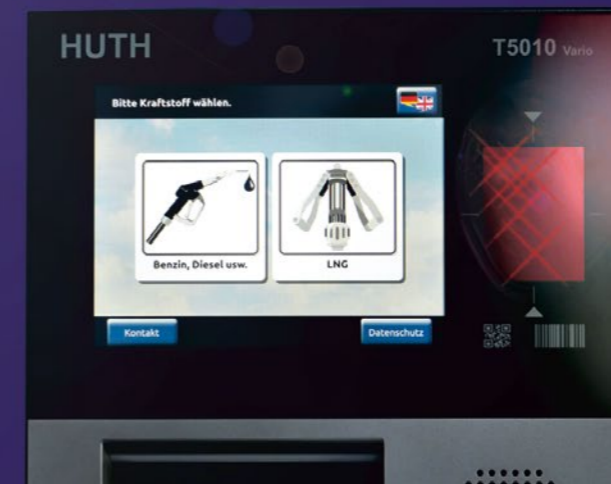 HUTH
T5010 Vario
Bitte Kraftstoff wählen.
Benzin, Diesel usw.
LNG
Kontakt
Datenschutz